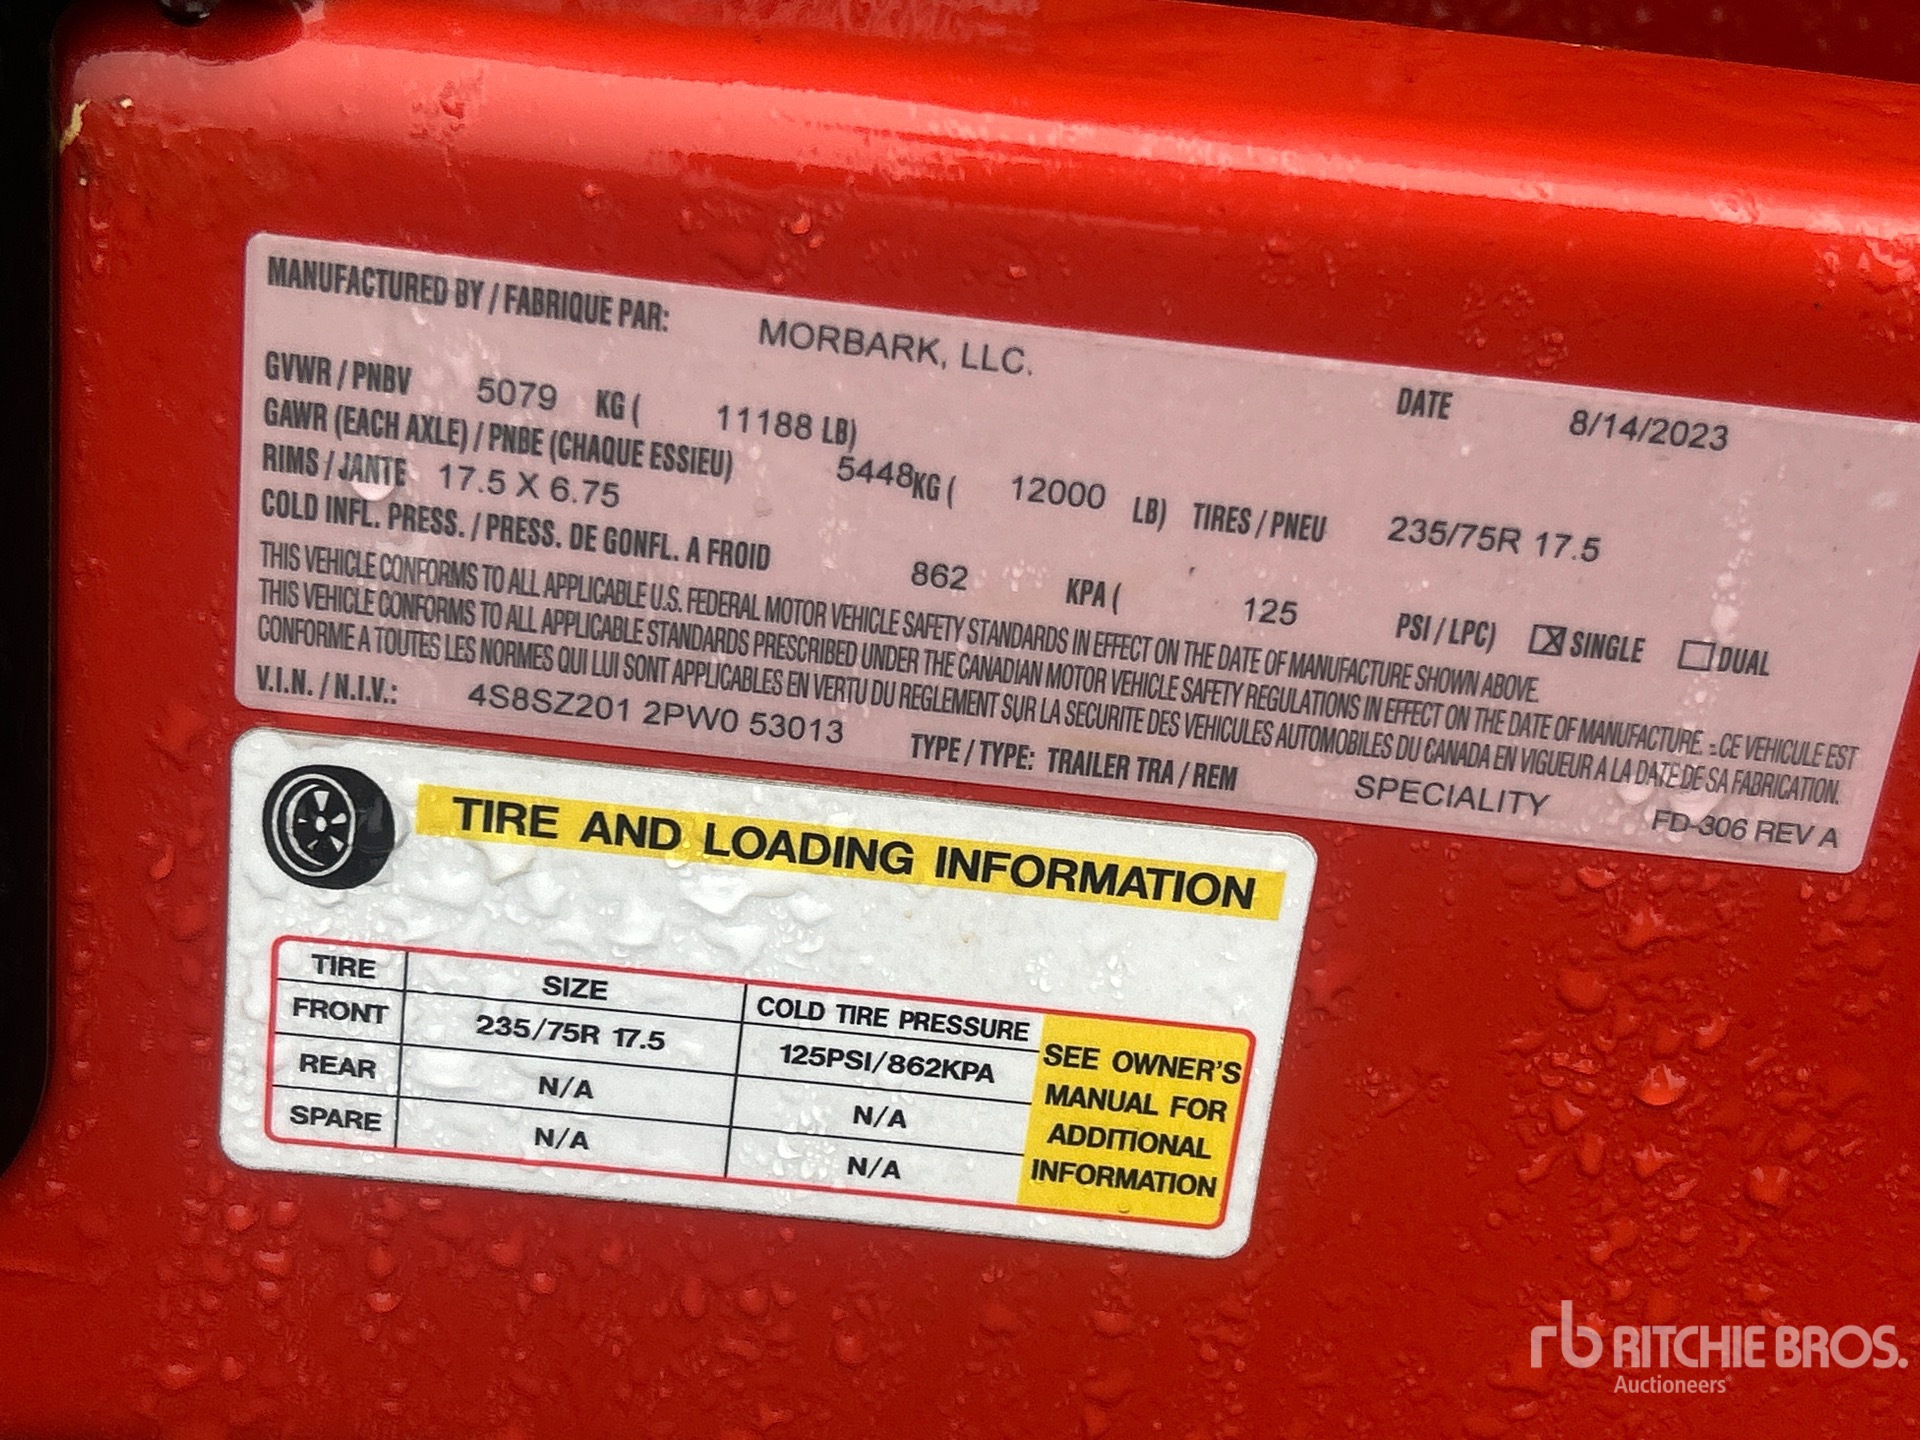 MANUFACTURED BY / FABRIQUE PAR: MORBARK, LLC.
GVWR / PNBV 5079 KG ( 11188 LB) DATE 8/14/2023
GAWR (EACH AXLE) / PNBE (CHAQUE ESSIEU) 5448KG ( 12000 LB) TIRES / PNEU 235/75R 17.5
RIMS / JANTE 17.5 X 6.75
COLD INFL. PRESS. / PRESS. DE GONFL. A FROID 862 KPA ( 125 PSI / LPC) ☒ SINGLE ☐ DUAL
THIS VEHICLE CONFORMS TO ALL APPLICABLE U.S. FEDERAL MOTOR VEHICLE SAFETY STANDARDS IN EFFECT ON THE DATE OF MANUFACTURE SHOWN ABOVE.
THIS VEHICLE CONFORMS TO ALL APPLICABLE STANDARDS PRESCRIBED UNDER THE CANADIAN MOTOR VEHICLE SAFETY REGULATIONS IN EFFECT ON THE DATE OF MANUFACTURE. - CE VEHICULE EST
CONFORME A TOUTES LES NORMES QUI LUI SONT APPLICABLES EN VERTU DU REGLEMENT SUR LA SECURITE DES VEHICULES AUTOMOBILES DU CANADA EN VIGUEUR A LA DATE DE SA FABRICATION.
V.I.N. / N.I.V.: 4S8SZ201 2PW0 53013 TYPE / TYPE: TRAILER TRA / REM SPECIALITY FD-306 REV A
TIRE AND LOADING INFORMATION
TIRE SIZE COLD TIRE PRESSURE
FRONT 235/75R 17.5 125PSI/862KPA
REAR N/A N/A
SPARE N/A N/A
SEE OWNER'S
MANUAL FOR
ADDITIONAL
INFORMATION
rb RITCHIE BROS.
Auctioneers